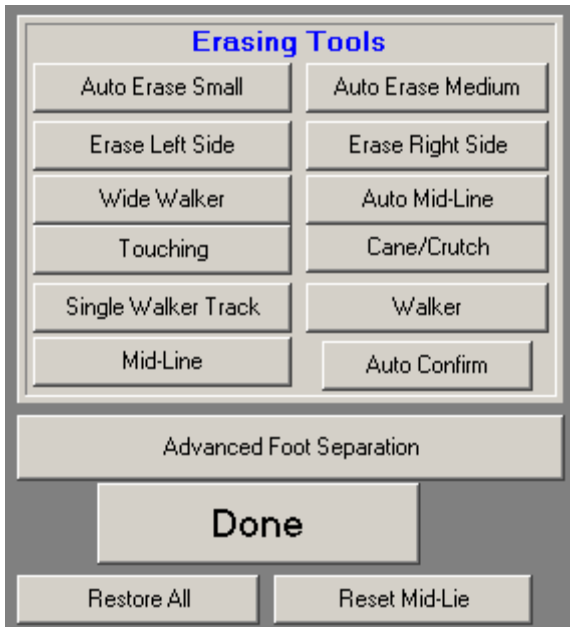 Erasing Tools
Auto Erase Small
Auto Erase Medium
Erase Left Side
Erase Right Side
Wide Walker
Auto Mid-Line
Touching
Cane/Crutch
Single Walker Track
Walker
Mid-Line
Auto Confirm
Advanced Foot Separation
Done
Restore All
Reset Mid-Lie